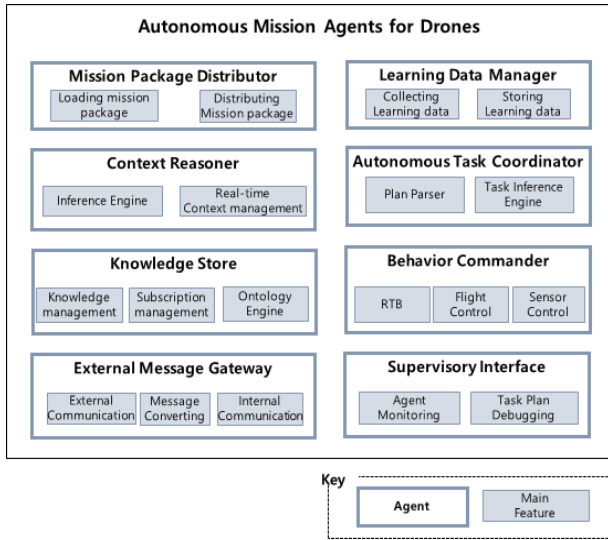 Autonomous Mission Agents for Drones
Mission Package Distributor
Loading mission
package
Distributing
Mission package
Learning Data Manager
Collecting
Learning data
Storing
Learning data
Context Reasoner
Inference Engine
Real-time
Context management
Autonomous Task Coordinator
Plan Parser
Task Inference
Engine
Knowledge Store
Knowledge
management
Subscription
management
Ontology
Engine
Behavior Commander
RTB
Flight
Control
Sensor
Control
External Message Gateway
External
Communication
Message
Converting
Internal
Communication
Supervisory Interface
Agent
Monitoring
Task Plan
Debugging
Key
Agent
Main
Feature